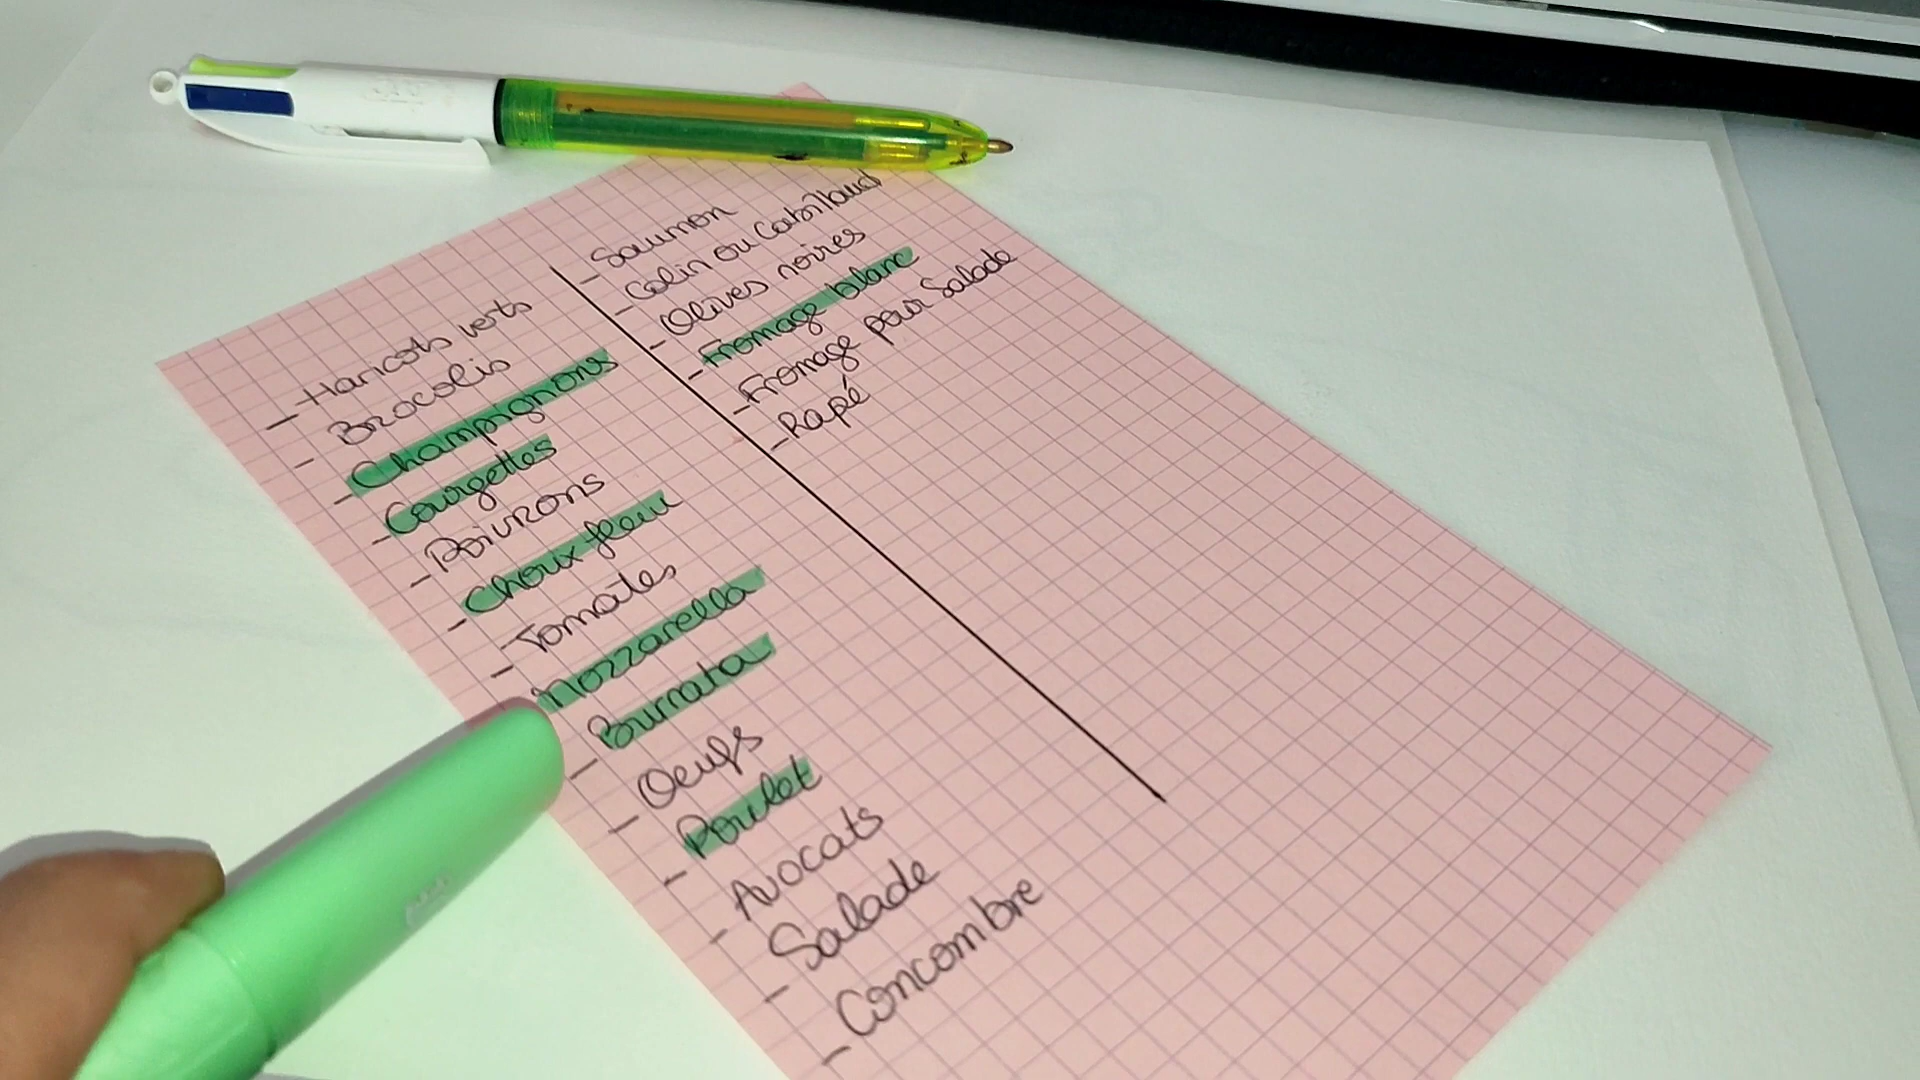 - Haricots verts
- Brocolis
- Champignons
- Courgettes
- Poivrons
- Choux fleur
- Tomates
Mozzarella
- Burrata
- Oeufs
- Poulet
- Avocats
- Salade
- Concombre
- Saumon
- Colin ou Cabillaud
- Olives noires
- Fromage blanc
- Fromage pour Salade
- Rapé